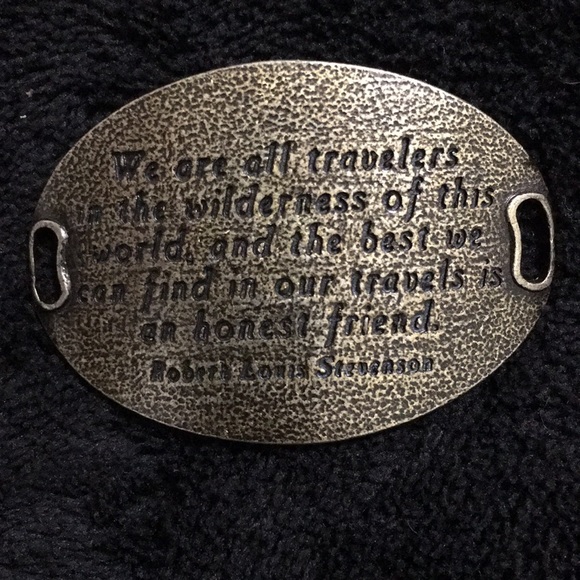 We are all travelers
in the wilderness of this
world, and the best we
can find in our travels is
an honest friend.
Robert Louis Stevenson